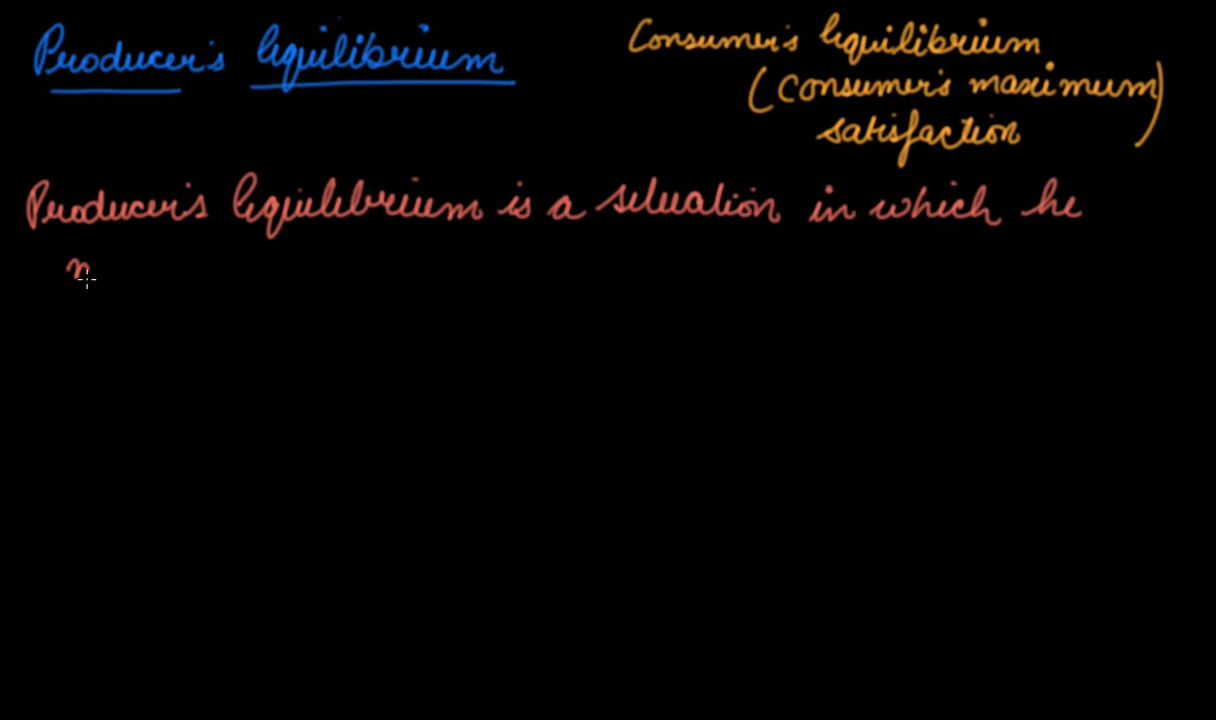 Producer's Equilibrium
Consumer's Equilibrium
(Consumer's maximum)
satisfaction
Producer's Equilibrium is a situation in which he